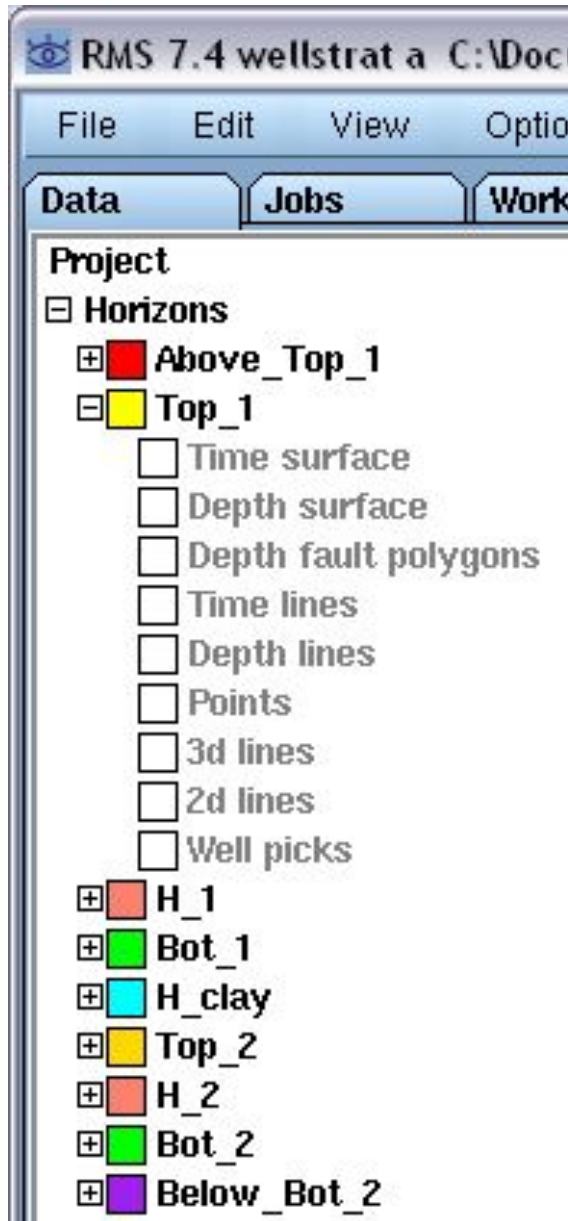 RMS 7.4 wellstrat a C:\Doc
File Edit View Optio
Data Jobs Work
Project
Horizons
Above_Top_1
Top_1
Time surface
Depth surface
Depth fault polygons
Time lines
Depth lines
Points
3d lines
2d lines
Well picks
H_1
Bot_1
H_clay
Top_2
H_2
Bot_2
Below_Bot_2